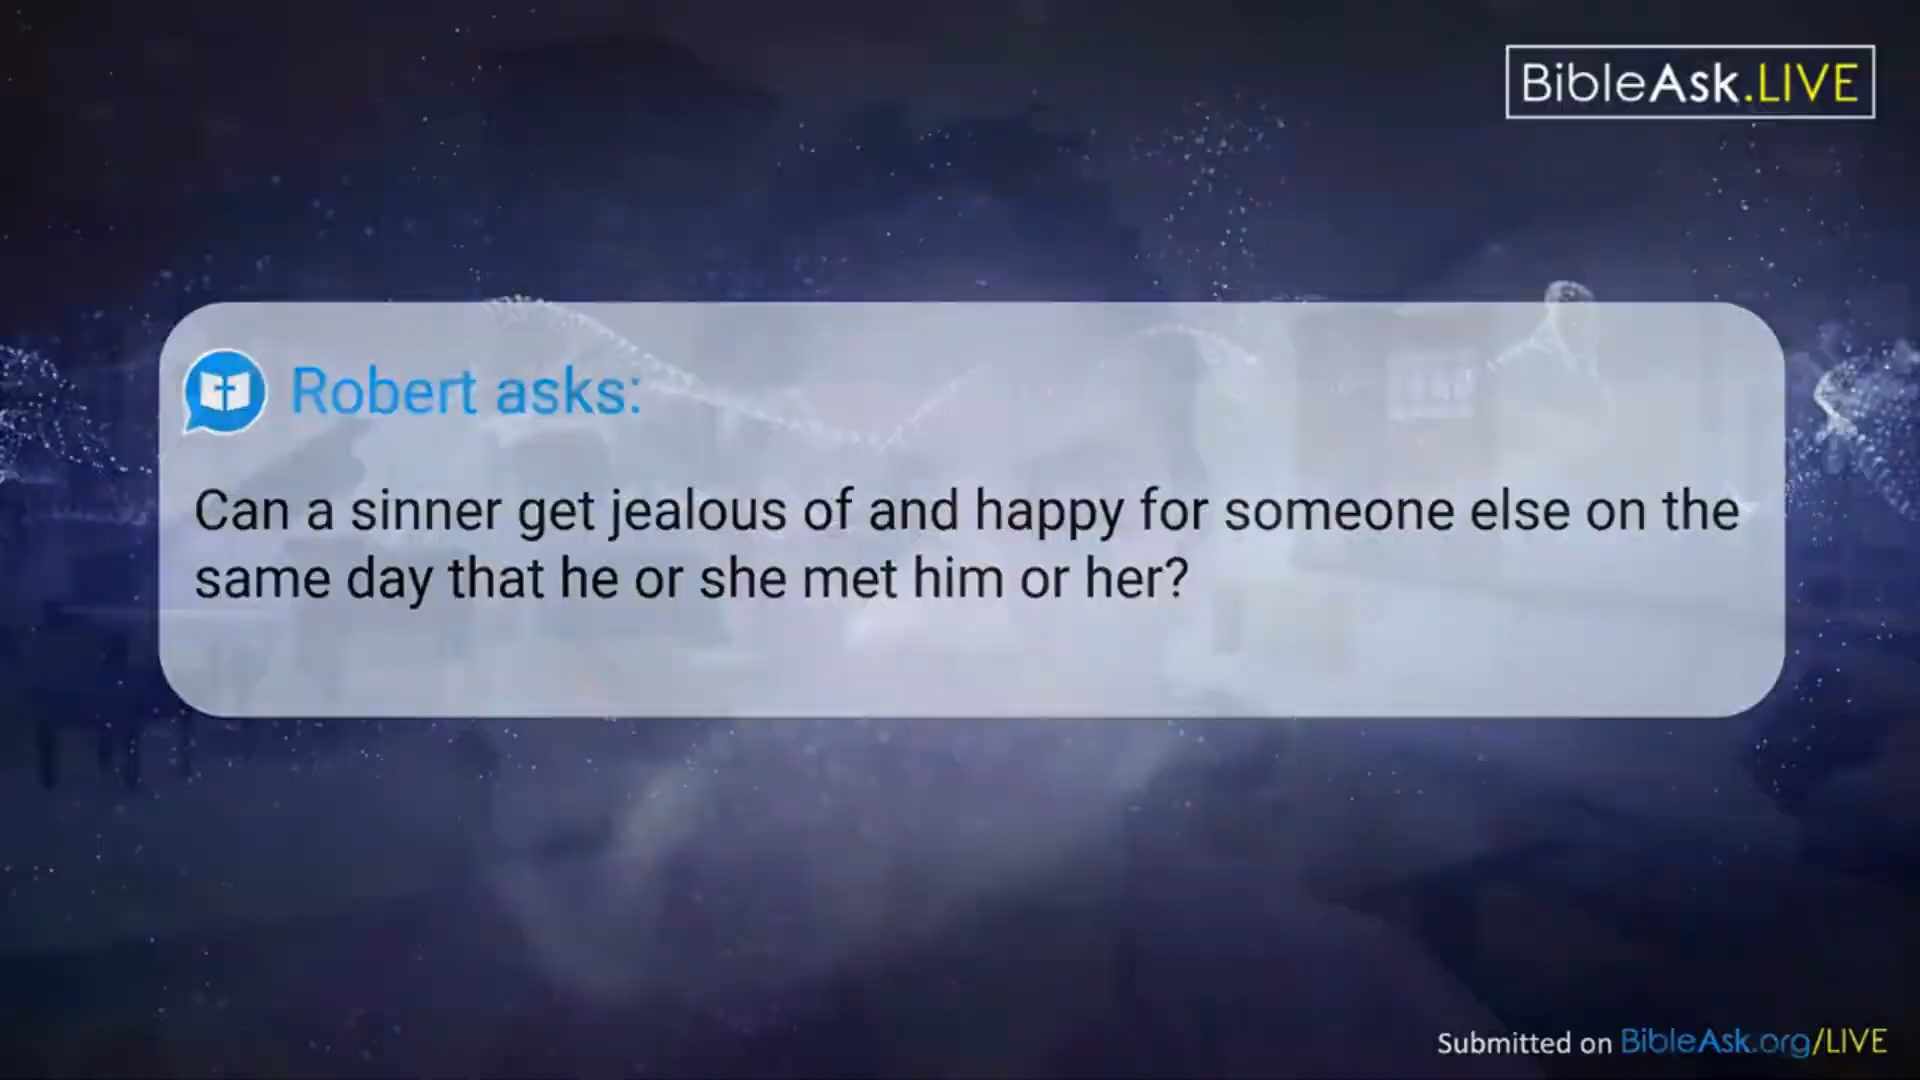 BibleAsk.LIVE
Robert asks:
Can a sinner get jealous of and happy for someone else on the
same day that he or she met him or her?
Submitted on BibleAsk.org/LIVE